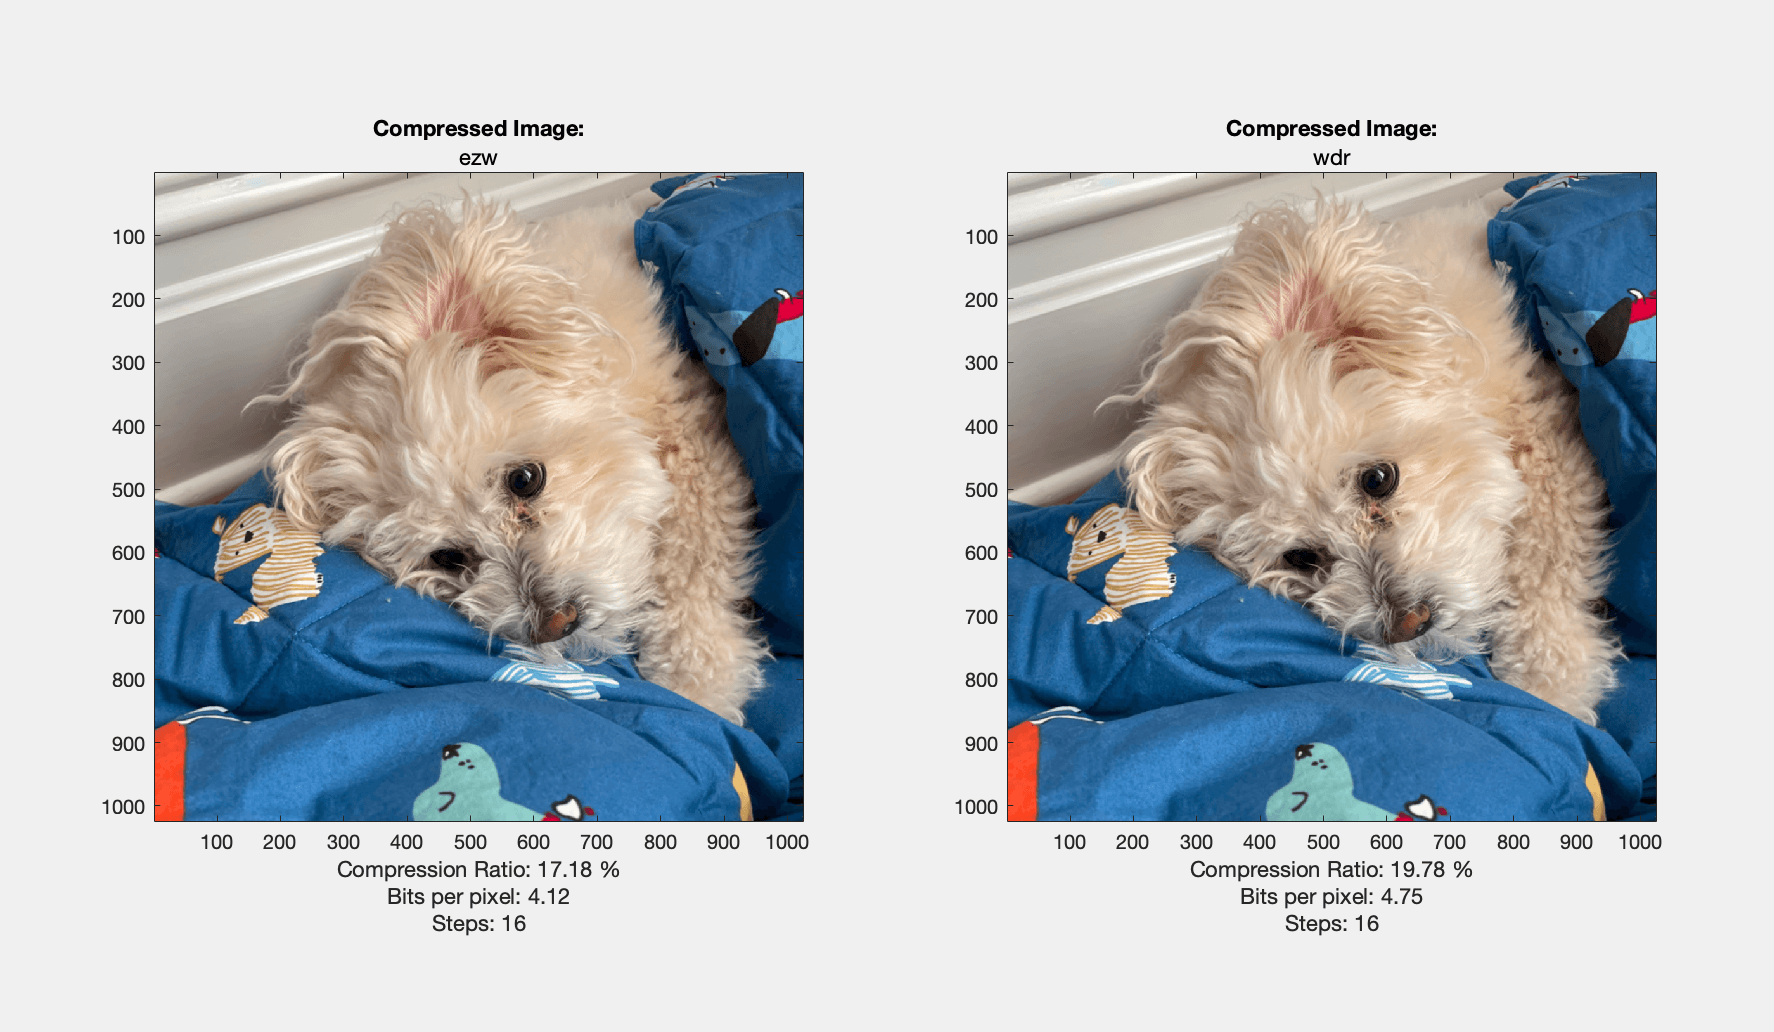 Compressed Image:
ezw
100
200
300
400
500
600
700
800
900
1000
100 200 300 400 500 600 700 800 900 1000
Compression Ratio: 17.18 %
Bits per pixel: 4.12
Steps: 16
Compressed Image:
wdr
100
200
300
400
500
600
700
800
900
1000
100 200 300 400 500 600 700 800 900 1000
Compression Ratio: 19.78 %
Bits per pixel: 4.75
Steps: 16